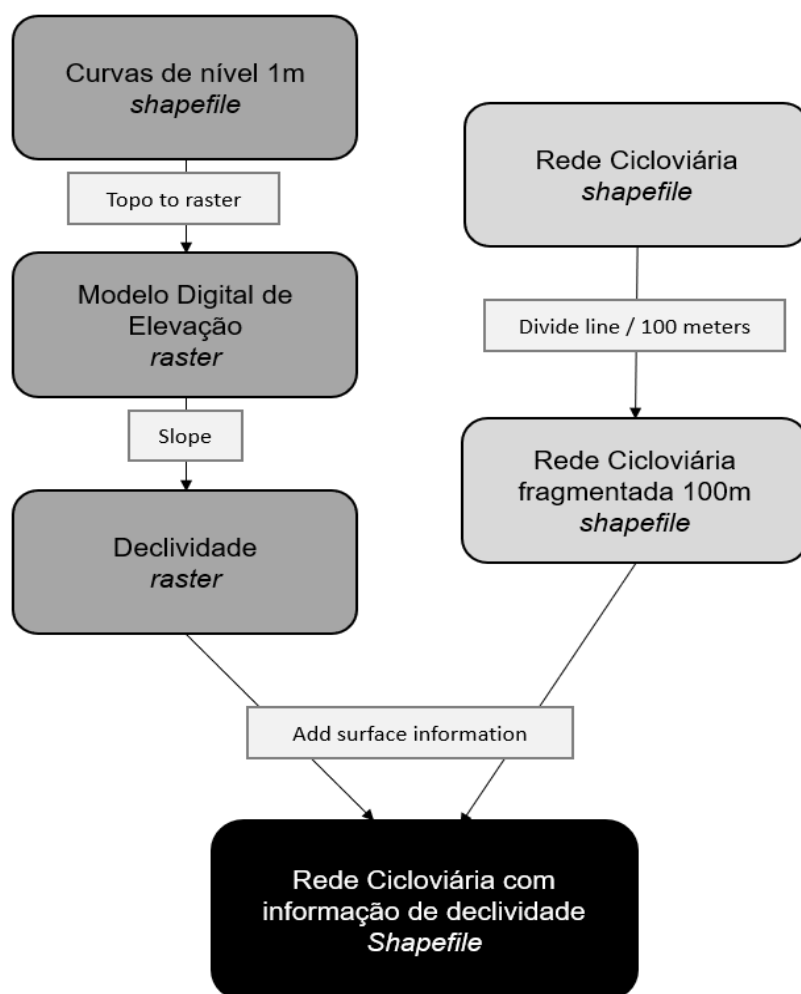 Curvas de nível 1m
shapefile
Topo to raster
Modelo Digital de
Elevação
raster
Slope
Declividade
raster
Rede Cicloviária
shapefile
Divide line / 100 meters
Rede Cicloviária
fragmentada 100m
shapefile
Add surface information
Rede Cicloviária com
informação de declividade
Shapefile